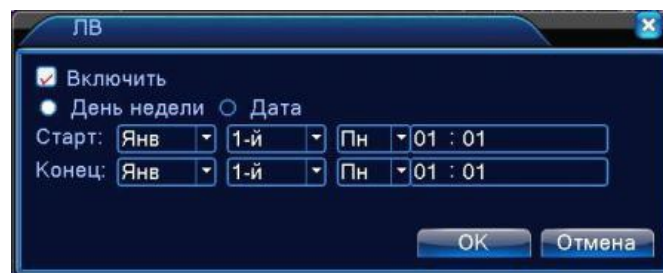 ЛВ
Включить
День недели Дата
Старт: Янв 1-й Пн 01 : 01
Конец: Янв 1-й Пн 01 : 01
OK Отмена